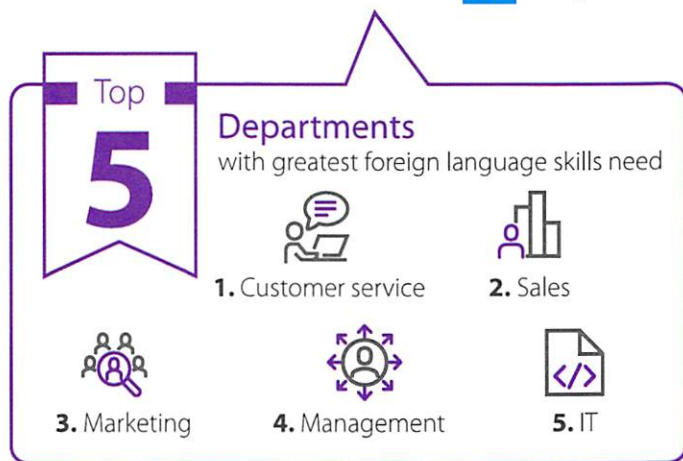 Top
5
Departments
with greatest foreign language skills need
1. Customer service
2. Sales
3. Marketing
4. Management
5. IT